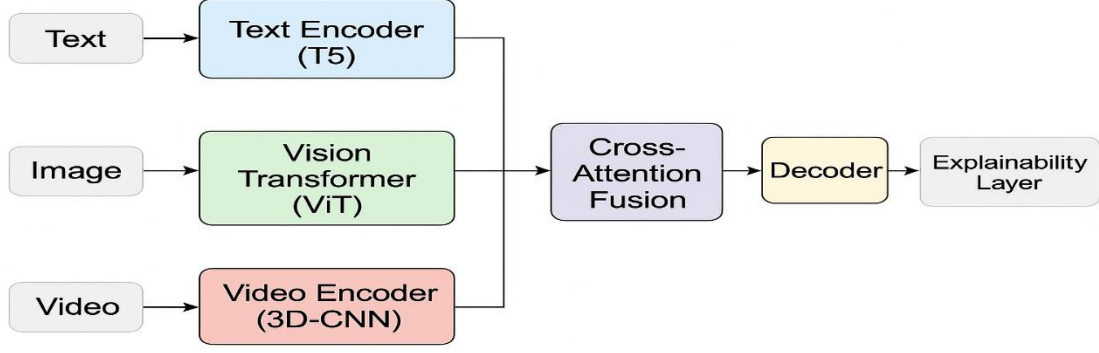 Text
Text Encoder
(T5)
Image
Vision
Transformer
(ViT)
Video
Video Encoder
(3D-CNN)
Cross-
Attention
Fusion
Decoder
Explainability
Layer